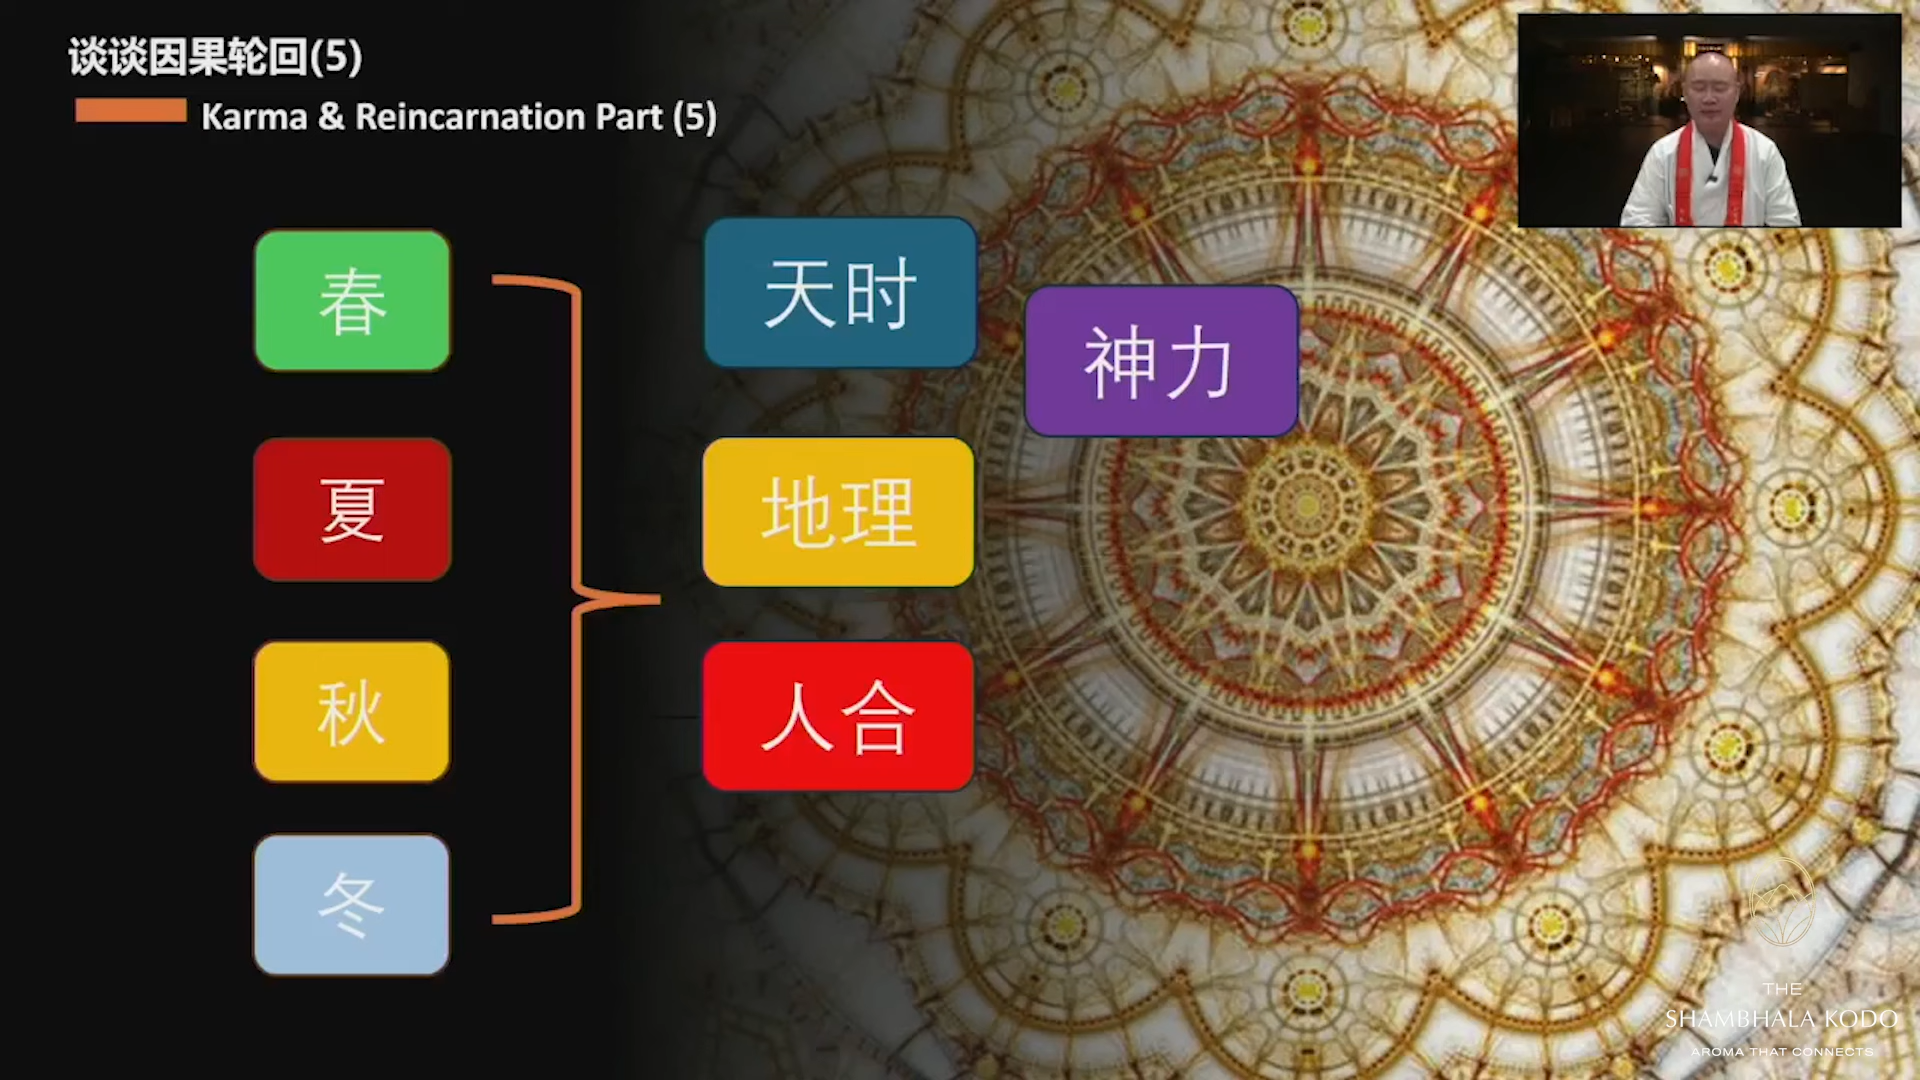 谈谈因果轮回(5)
Karma & Reincarnation Part (5)
春
夏
秋
冬
天时
地理
人合
神力
THE
SHAMBHALA KODO
AROMA THAT CONNECTS